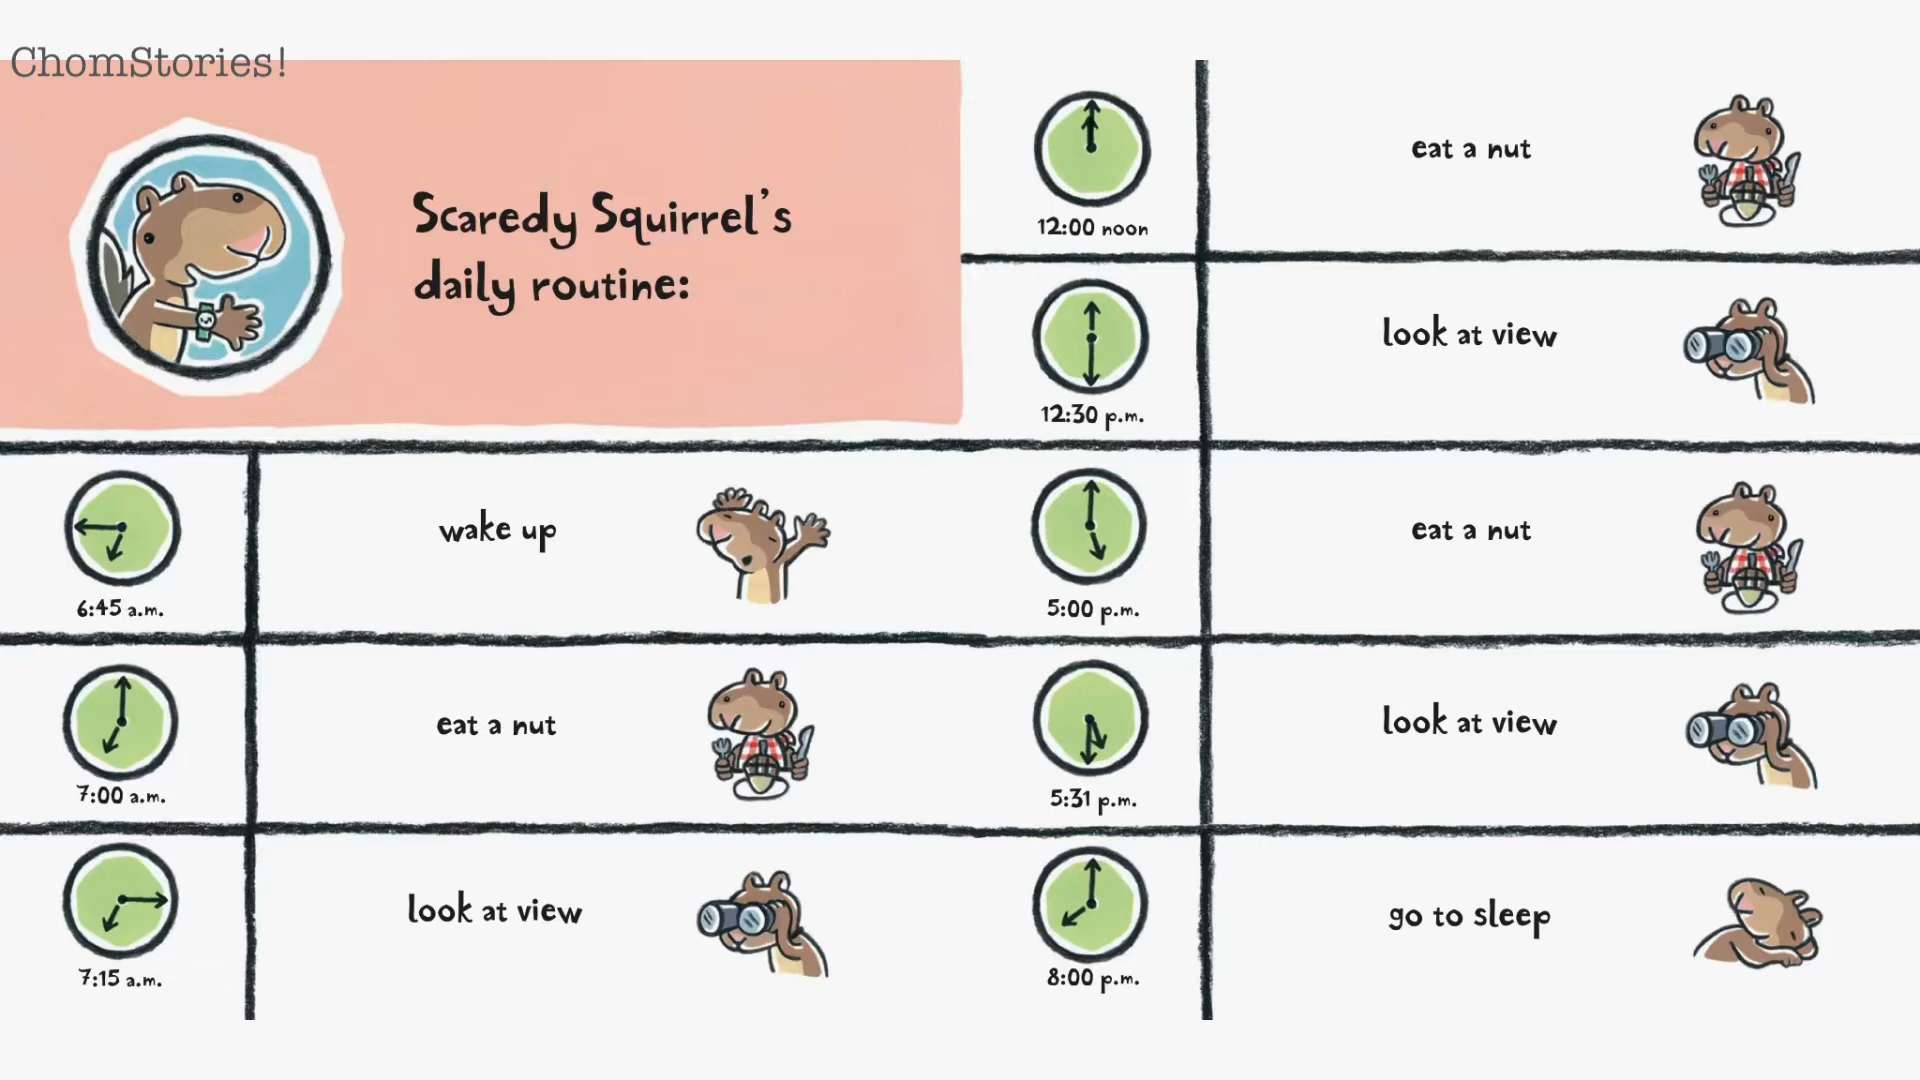 ChomStories!
Scaredy Squirrel's
daily routine:
6:45 a.m.
wake up
7:00 a.m.
eat a nut
7:15 a.m.
look at view
12:00 noon
eat a nut
12:30 p.m.
look at view
5:00 p.m.
eat a nut
5:31 p.m.
look at view
8:00 p.m.
go to sleep